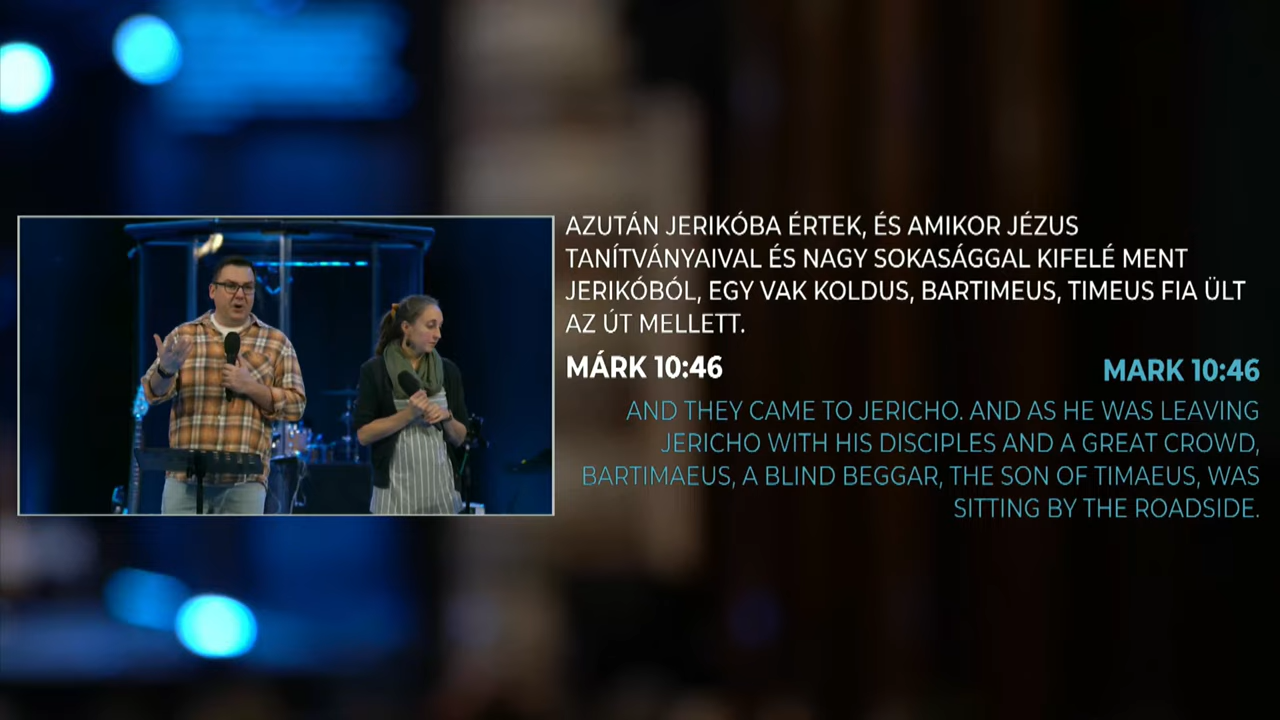 AZUTÁN JERIKÓBA ÉRTEK, ÉS AMIKOR JÉZUS
TANÍTVÁNYAIVAL ÉS NAGY SOKASÁGGAL KIFELÉ MENT
JERIKÓBÓL, EGY VAK KOLDUS, BARTIMEUS, TIMEUS FIA ÜLT
AZ ÚT MELLETT.
MÁRK 10:46
MARK 10:46
AND THEY CAME TO JERICHO. AND AS HE WAS LEAVING
JERICHO WITH HIS DISCIPLES AND A GREAT CROWD,
BARTIMAEUS, A BLIND BEGGAR, THE SON OF TIMAEUS, WAS
SITTING BY THE ROADSIDE.